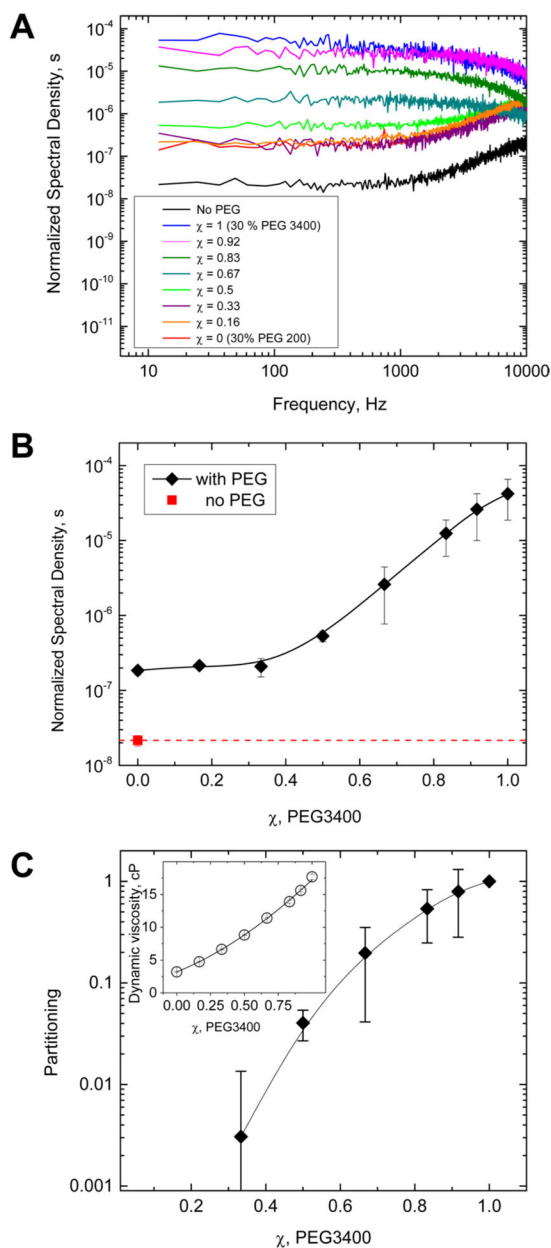 A
Normalized Spectral Density, s
10⁻⁴
10⁻⁵
10⁻⁶
10⁻⁷
10⁻⁸
10⁻⁹
10⁻¹⁰
10⁻¹¹
No PEG
χ = 1 (30 % PEG 3400)
χ = 0.92
χ = 0.83
χ = 0.67
χ = 0.5
χ = 0.33
χ = 0.16
χ = 0 (30% PEG 200)
10 100 1000 10000
Frequency, Hz
B
Normalized Spectral Density, s
10⁻⁴
10⁻⁵
10⁻⁶
10⁻⁷
10⁻⁸
with PEG
no PEG
0.0 0.2 0.4 0.6 0.8 1.0
χ, PEG3400
C
Partitioning
1
0.1
0.01
0.001
Dynamic viscosity, cP
15
10
5
0
0.00 0.25 0.50 0.75
χ, PEG3400
0.2 0.4 0.6 0.8 1.0
χ, PEG3400